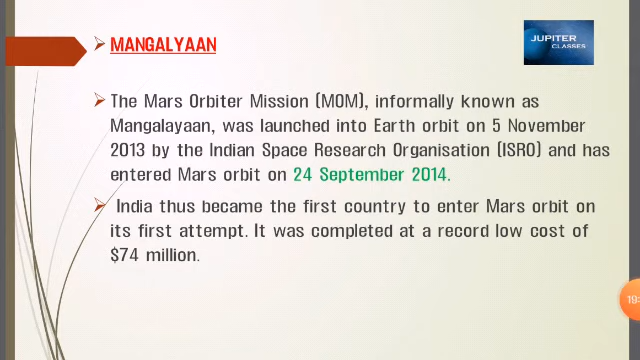 MANGALYAAN
JUPITER
CLASSES
The Mars Orbiter Mission (MOM), informally known as
Mangalayaan, was launched into Earth orbit on 5 November
2013 by the Indian Space Research Organisation (ISRO) and has
entered Mars orbit on 24 September 2014.
India thus became the first country to enter Mars orbit on
its first attempt. It was completed at a record low cost of
$74 million.